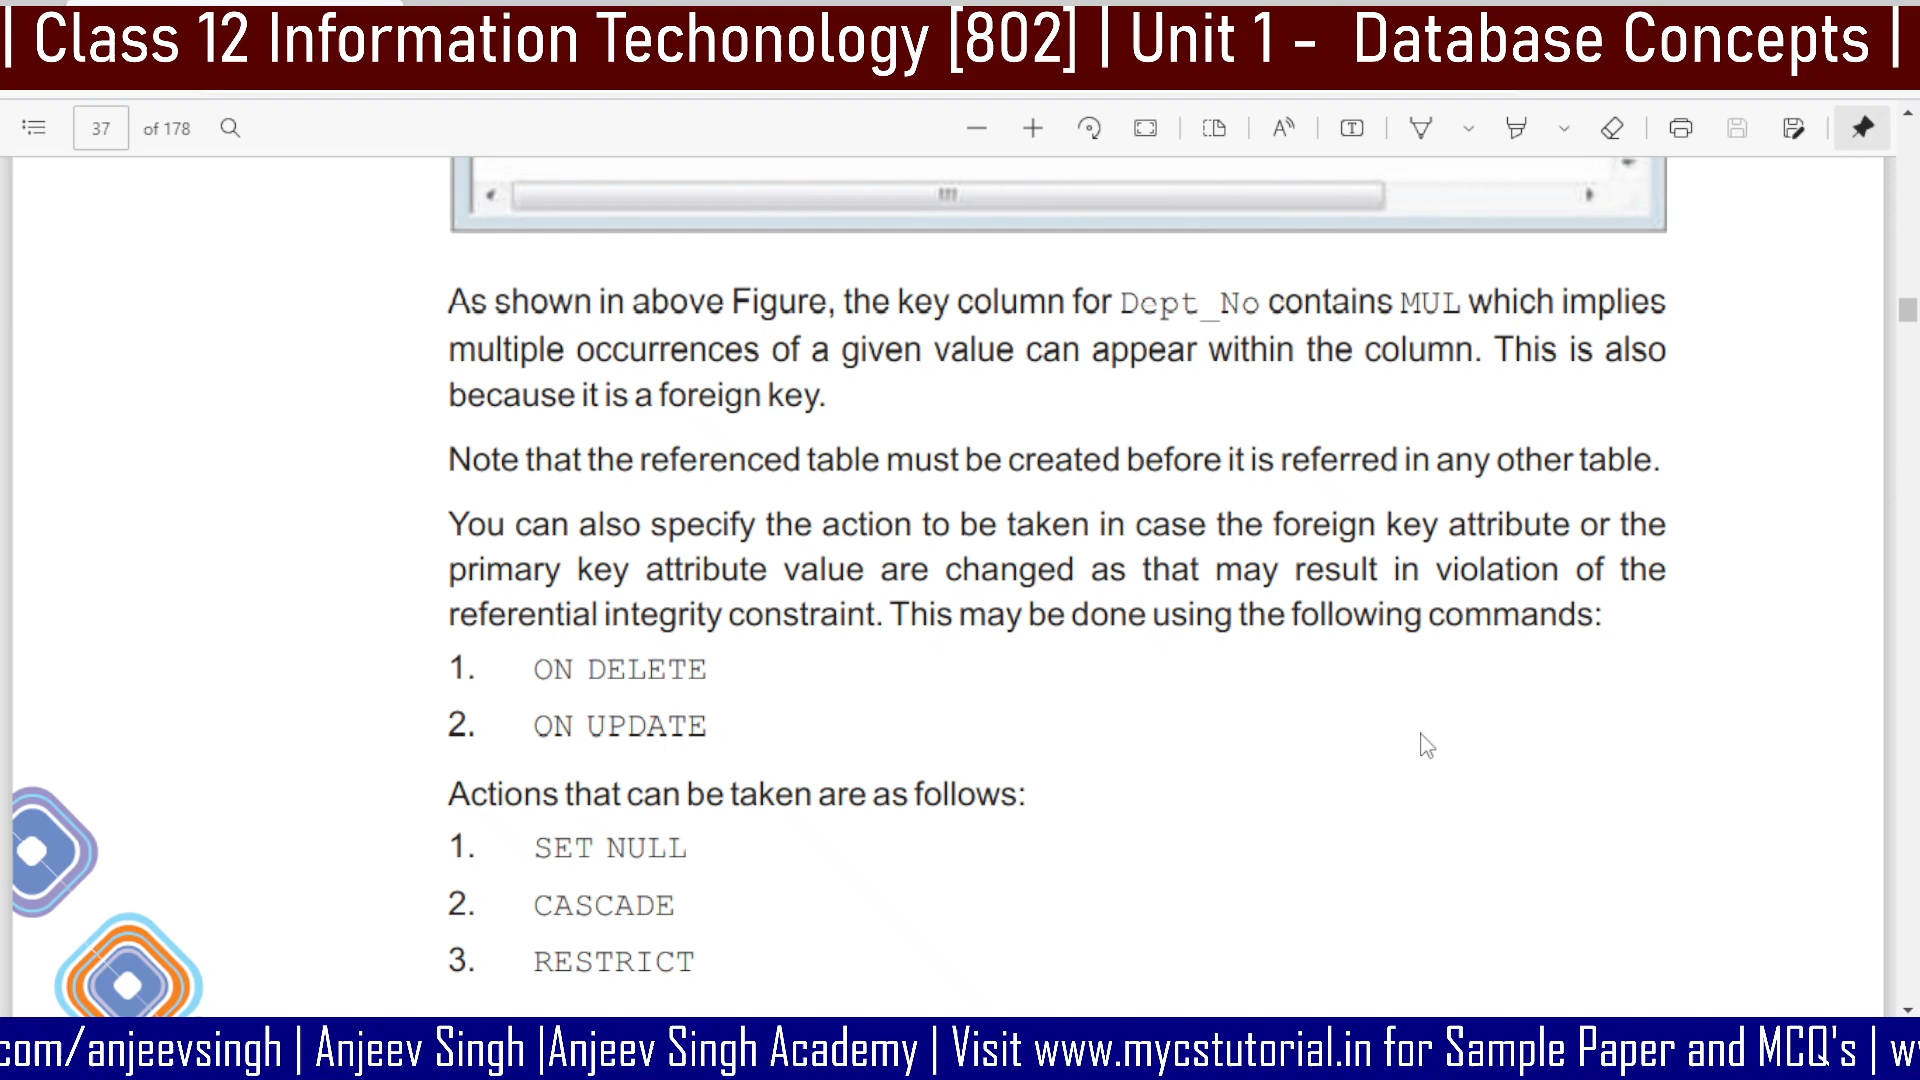 | Class 12 Information Techonology [802] | Unit 1 - Database Concepts |
37 of 178
As shown in above Figure, the key column for Dept_No contains MUL which implies
multiple occurrences of a given value can appear within the column. This is also
because it is a foreign key.
Note that the referenced table must be created before it is referred in any other table.
You can also specify the action to be taken in case the foreign key attribute or the
primary key attribute value are changed as that may result in violation of the
referential integrity constraint. This may be done using the following commands:
1. ON DELETE
2. ON UPDATE
Actions that can be taken are as follows:
1. SET NULL
2. CASCADE
3. RESTRICT
com/anjeevsingh | Anjeev Singh |Anjeev Singh Academy | Visit www.mycstutorial.in for Sample Paper and MCQ's |